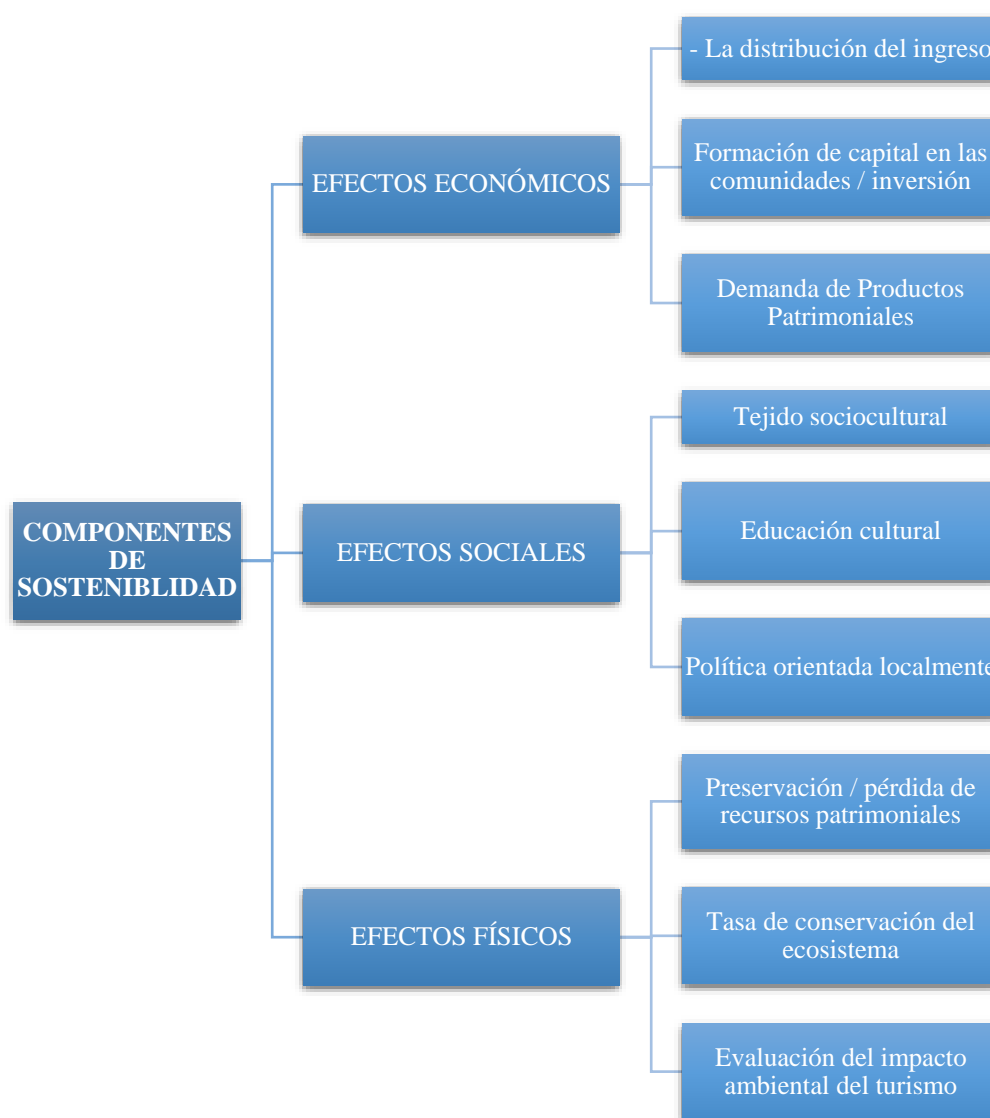 - La distribución del ingreso
Formación de capital en las
comunidades / inversión
EFECTOS ECONÓMICOS
Demanda de Productos
Patrimoniales
Tejido sociocultural
COMPONENTES
DE
SOSTENIBLIDAD
EFECTOS SOCIALES
Educación cultural
Política orientada localmente
Preservación / pérdida de
recursos patrimoniales
EFECTOS FÍSICOS
Tasa de conservación del
ecosistema
Evaluación del impacto
ambiental del turismo